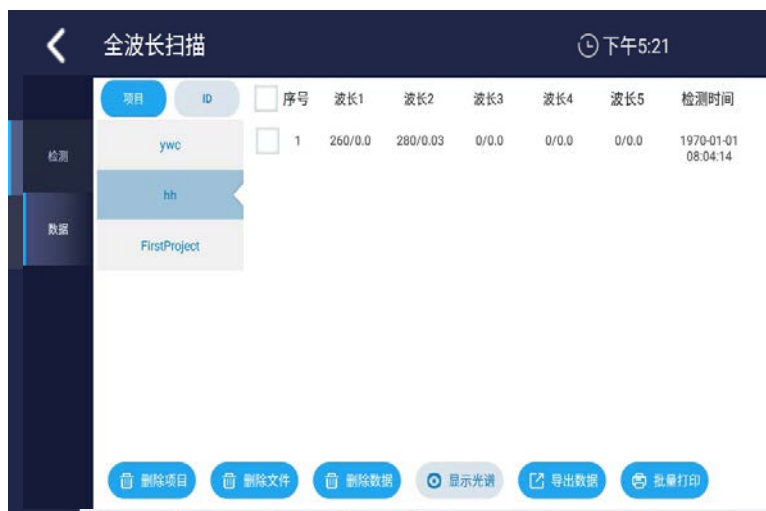 全波长扫描 下午5:21
项目 ID 序号 波长1 波长2 波长3 波长4 波长5 检测时间
检测 ywc 1 260/0.0 280/0.03 0/0.0 0/0.0 0/0.0 1970-01-01
08:04:14
hh
数据
FirstProject
删除项目 删除文件 删除数据 显示光谱 导出数据 批量打印